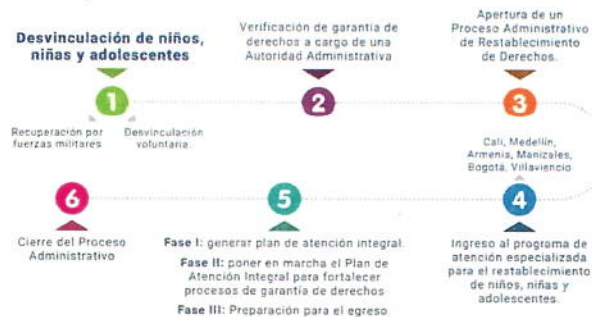 Desvinculación de niños,
niñas y adolescentes
1
Recuperación por
fuerzas militares
Desvinculación
voluntaria.
Verificación de garantía de
derechos a cargo de una
Autoridad Administrativa
2
Apertura de un
Proceso Administrativo
de Restablecimiento
de Derechos.
3
Cali, Medellín,
Armenia, Manizales,
Bogotá, Villaviencio
4
Ingreso al programa de
atención especializada
para el restablecimiento
de niños, niñas y
adolescentes.
5
Fase I: generar plan de atención integral.
Fase II: poner en marcha el Plan de
Atención Integral para fortalecer
procesos de garantía de derechos
Fase III: Preparación para el egreso.
6
Cierre del Proceso
Administrativo